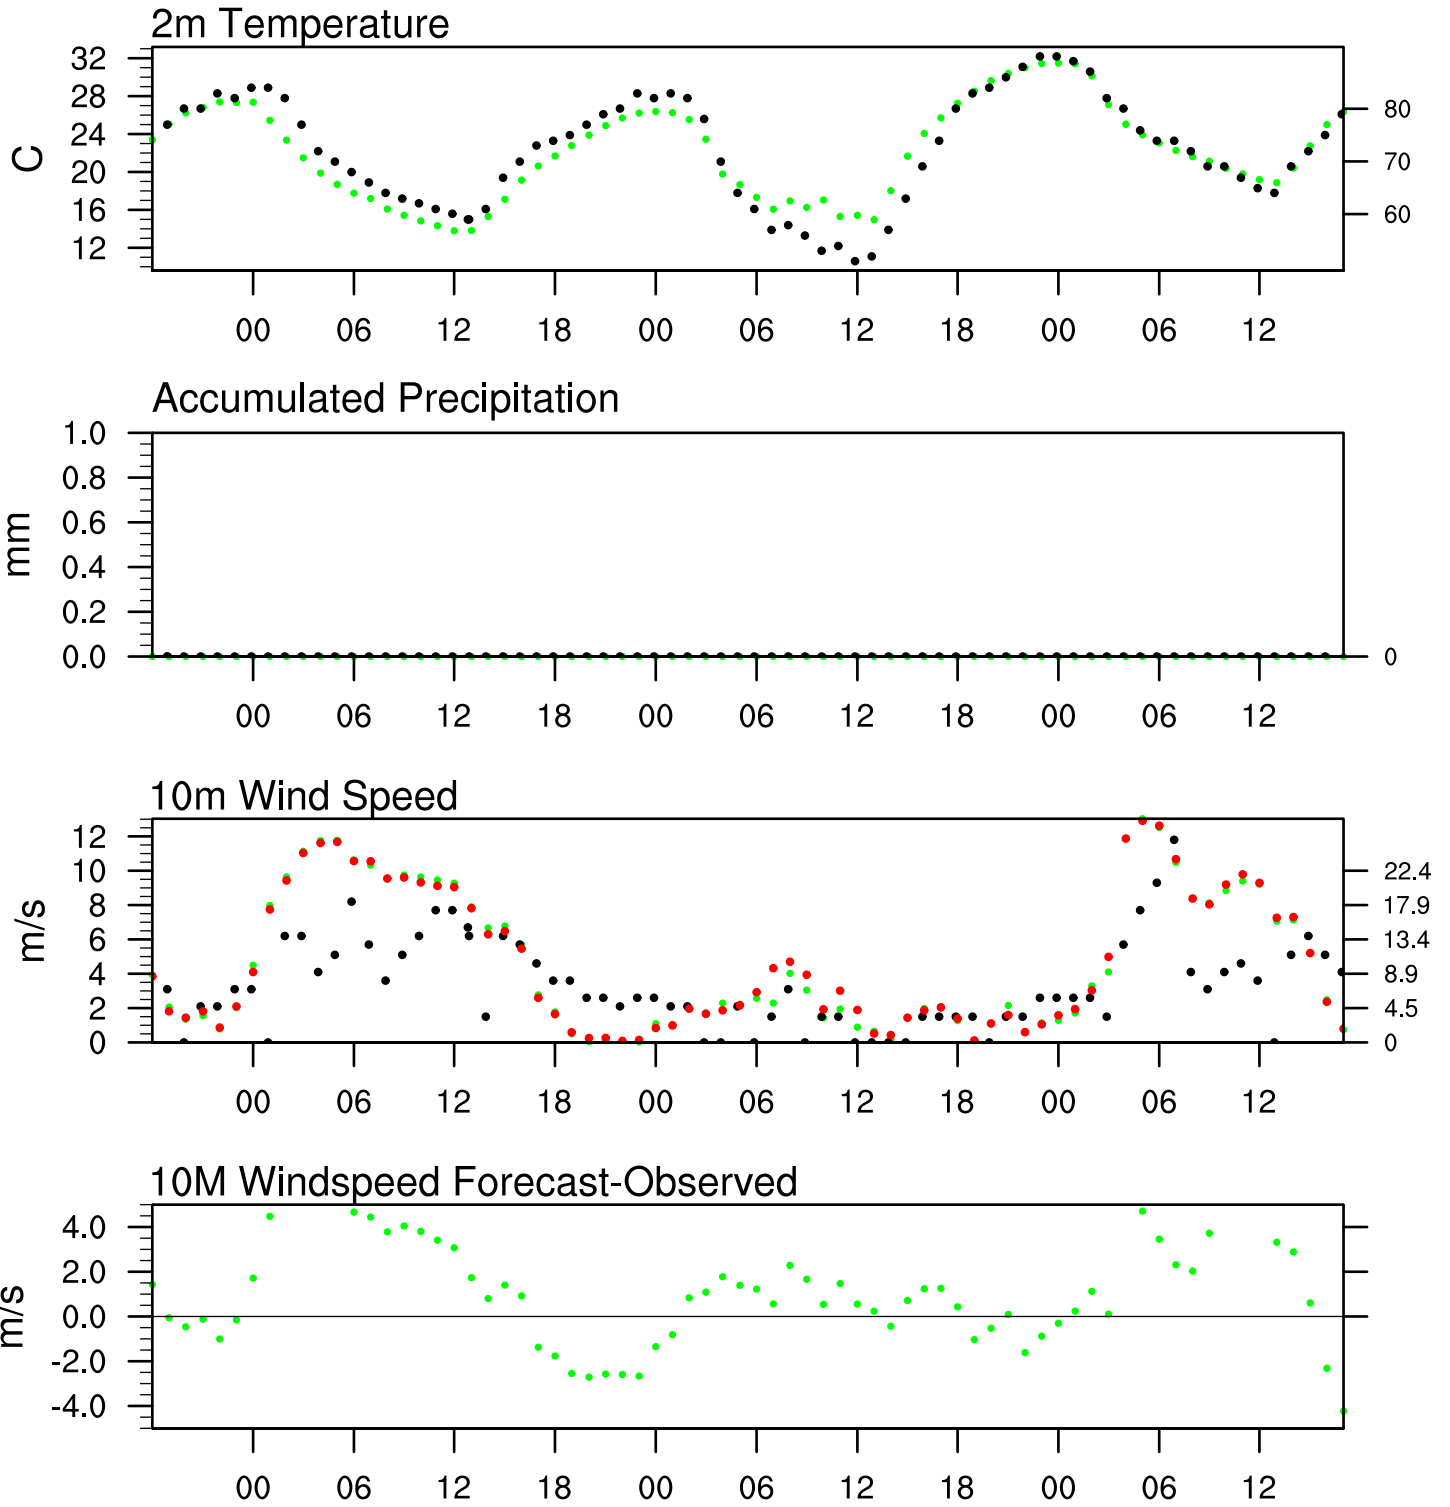 2m Temperature
32
28
24
20
16
12
C
80
70
60
00 06 12 18 00 06 12 18 00 06 12
Accumulated Precipitation
1.0
0.8
0.6
0.4
0.2
0.0
mm
0
00 06 12 18 00 06 12 18 00 06 12
10m Wind Speed
12
10
8
6
4
2
0
m/s
22.4
17.9
13.4
8.9
4.5
0
00 06 12 18 00 06 12 18 00 06 12
10M Windspeed Forecast-Observed
4.0
2.0
0.0
-2.0
-4.0
m/s
00 06 12 18 00 06 12 18 00 06 12